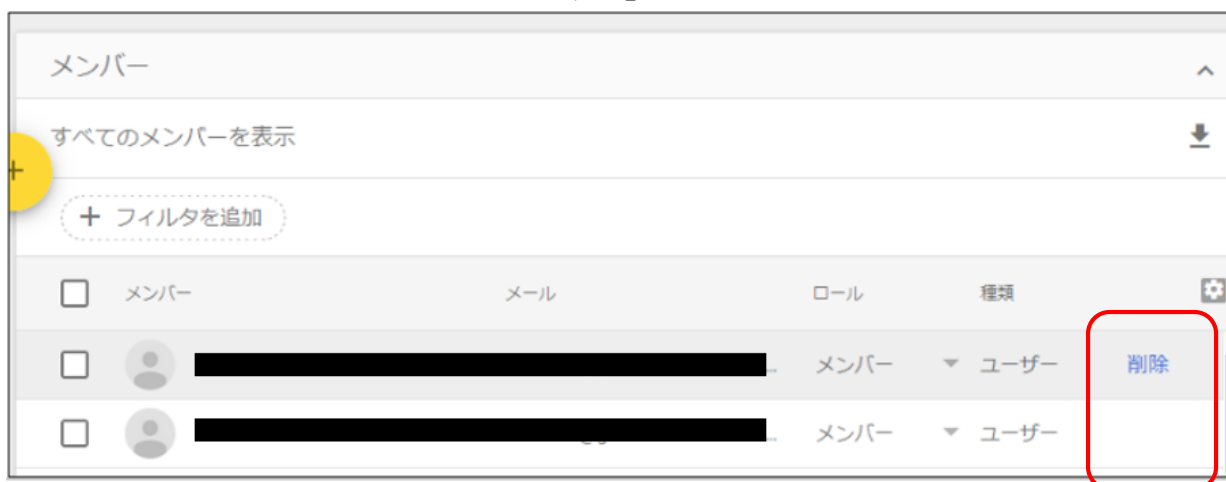 メンバー
すべてのメンバーを表示
+ フィルタを追加
メンバー メール ロール 種類
... メンバー ユーザー 削除
... メンバー ユーザー